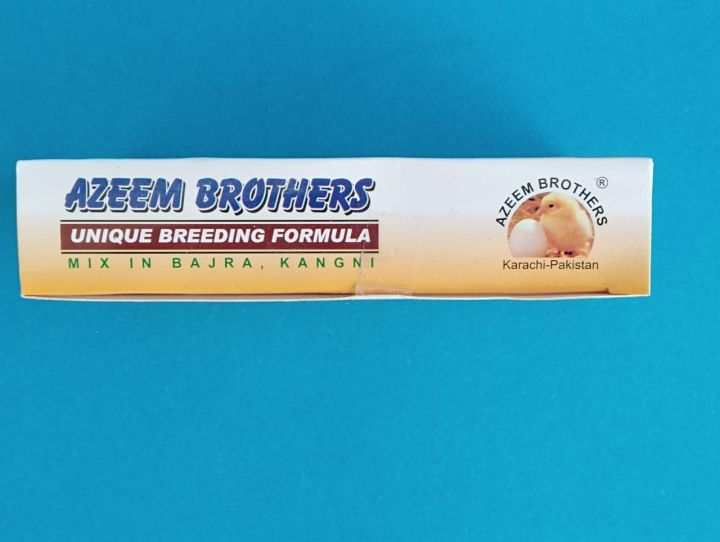 AZEEM BROTHERS
UNIQUE BREEDING FORMULA
MIX IN BAJRA, KANGNI
AZEEM BROTHERS ®
Karachi-Pakistan